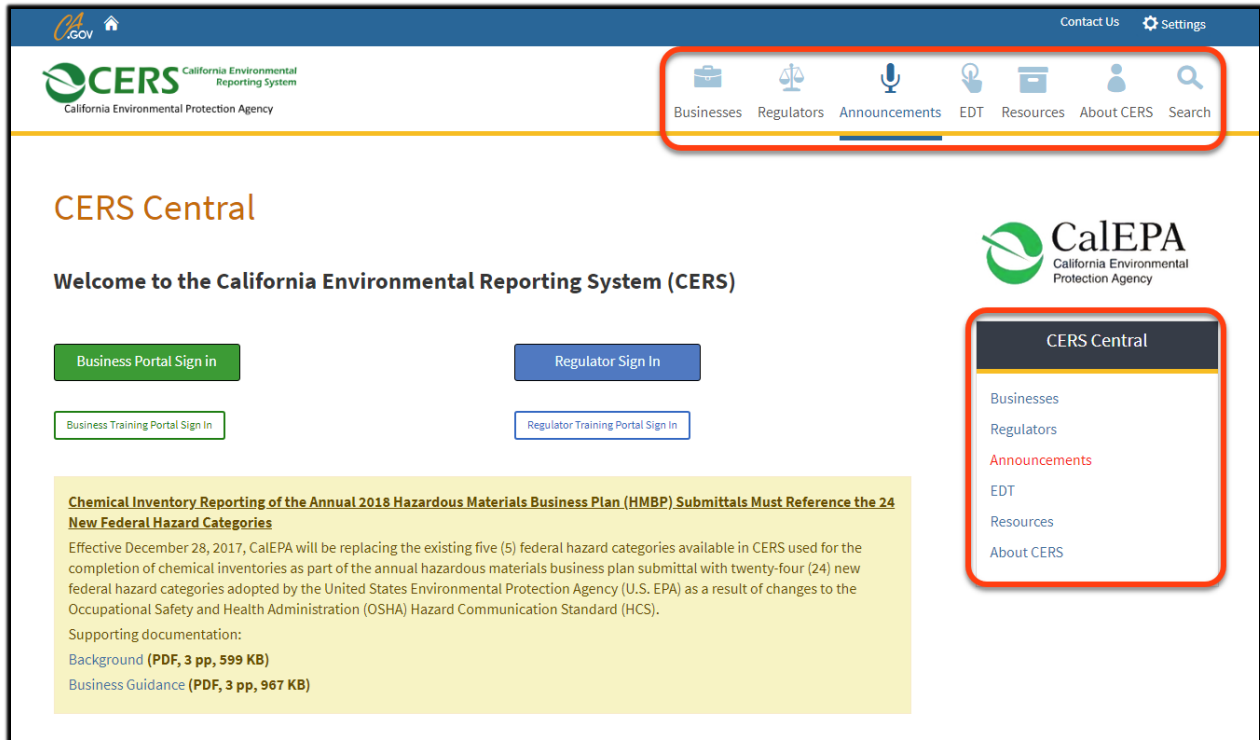 CA
.GOV
Contact Us
Settings
CERS California Environmental
Reporting System
California Environmental Protection Agency
Businesses
Regulators
Announcements
EDT
Resources
About CERS
Search
CERS Central
Welcome to the California Environmental Reporting System (CERS)
Business Portal Sign in
Regulator Sign In
Business Training Portal Sign In
Regulator Training Portal Sign In
Chemical Inventory Reporting of the Annual 2018 Hazardous Materials Business Plan (HMBP) Submittals Must Reference the 24
New Federal Hazard Categories
Effective December 28, 2017, CalEPA will be replacing the existing five (5) federal hazard categories available in CERS used for the
completion of chemical inventories as part of the annual hazardous materials business plan submittal with twenty-four (24) new
federal hazard categories adopted by the United States Environmental Protection Agency (U.S. EPA) as a result of changes to the
Occupational Safety and Health Administration (OSHA) Hazard Communication Standard (HCS).
Supporting documentation:
Background (PDF, 3 pp, 599 KB)
Business Guidance (PDF, 3 pp, 967 KB)
CalEPA
California Environmental
Protection Agency
CERS Central
Businesses
Regulators
Announcements
EDT
Resources
About CERS